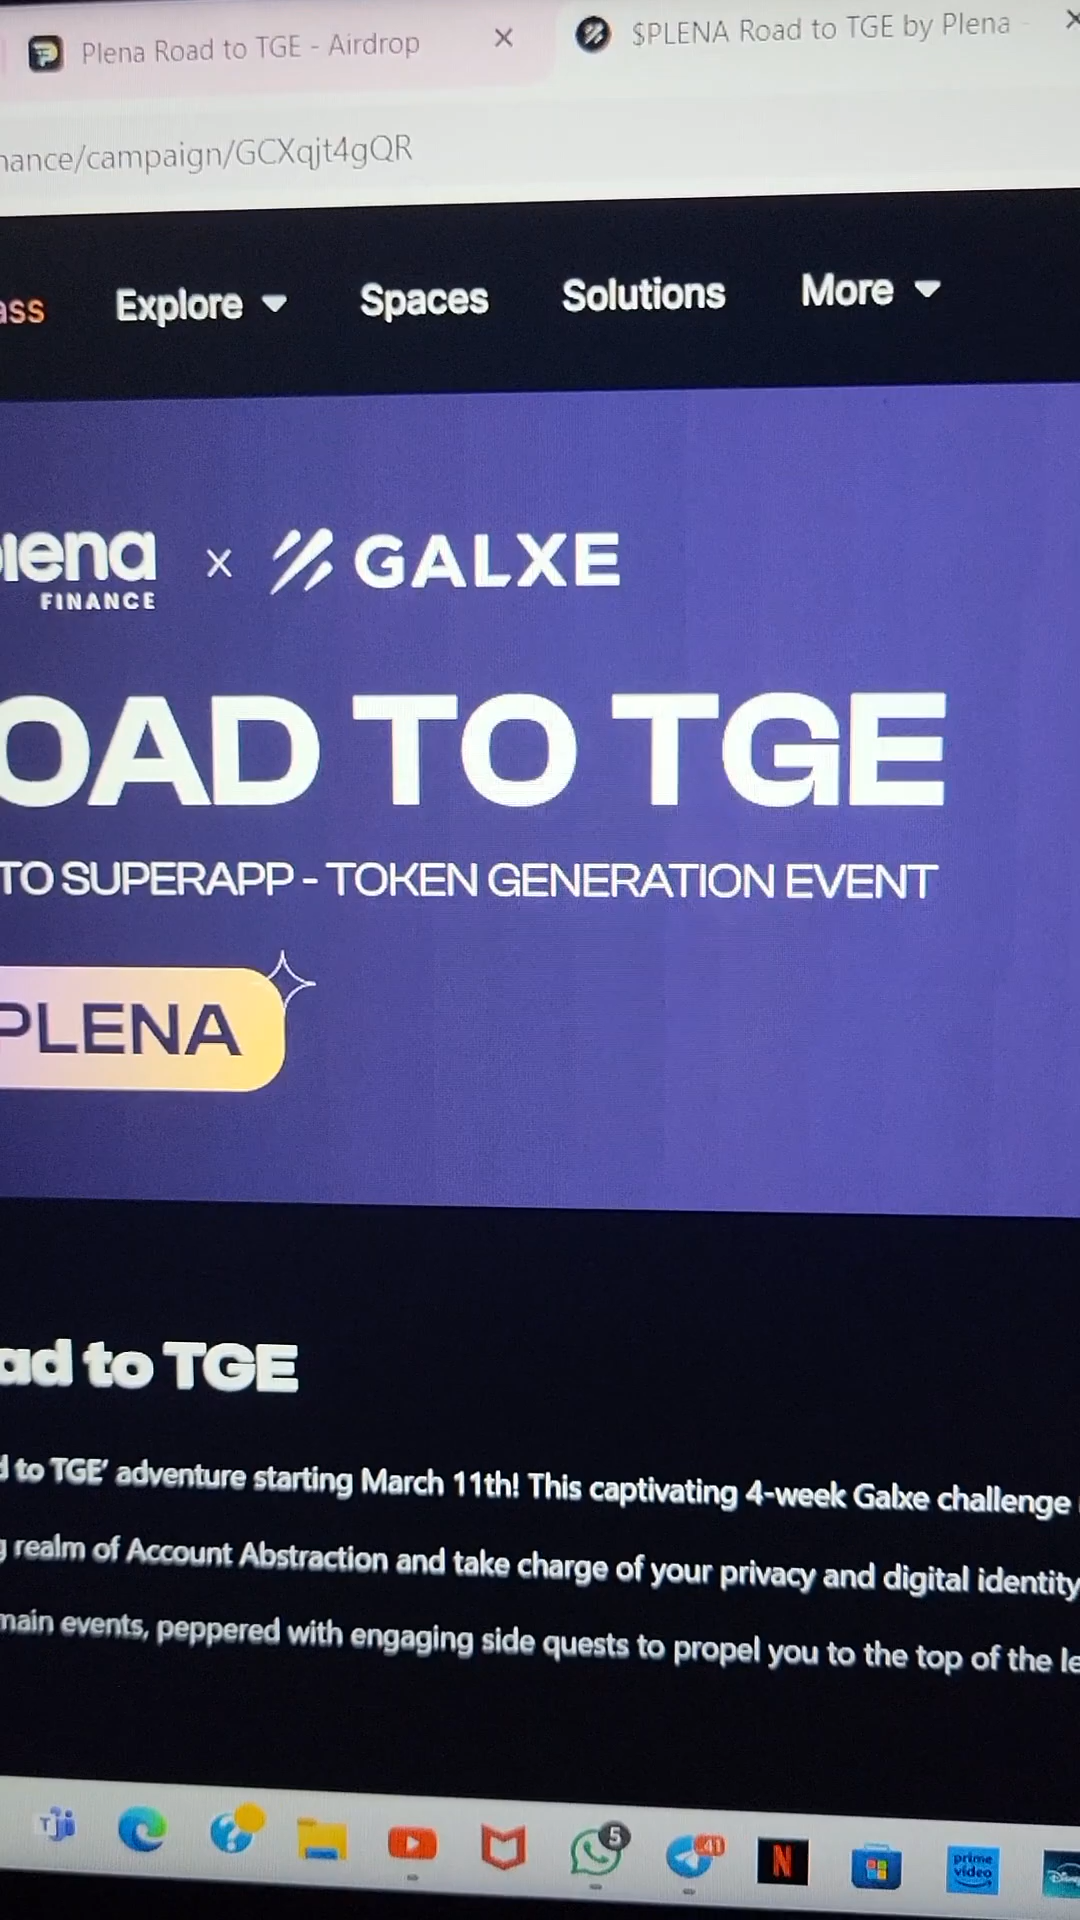 Plena Road to TGE - Airdrop
$PLENA Road to TGE by Plena
nance/campaign/GCXqjt4gQR
ass Explore Spaces Solutions More
lena FINANCE x GALXE
OAD TO TGE
TO SUPERAPP - TOKEN GENERATION EVENT
PLENA
ad to TGE
d to TGE' adventure starting March 11th! This captivating 4-week Galxe challenge
g realm of Account Abstraction and take charge of your privacy and digital identity
main events, peppered with engaging side quests to propel you to the top of the le
5
41
N
prime video
Disney